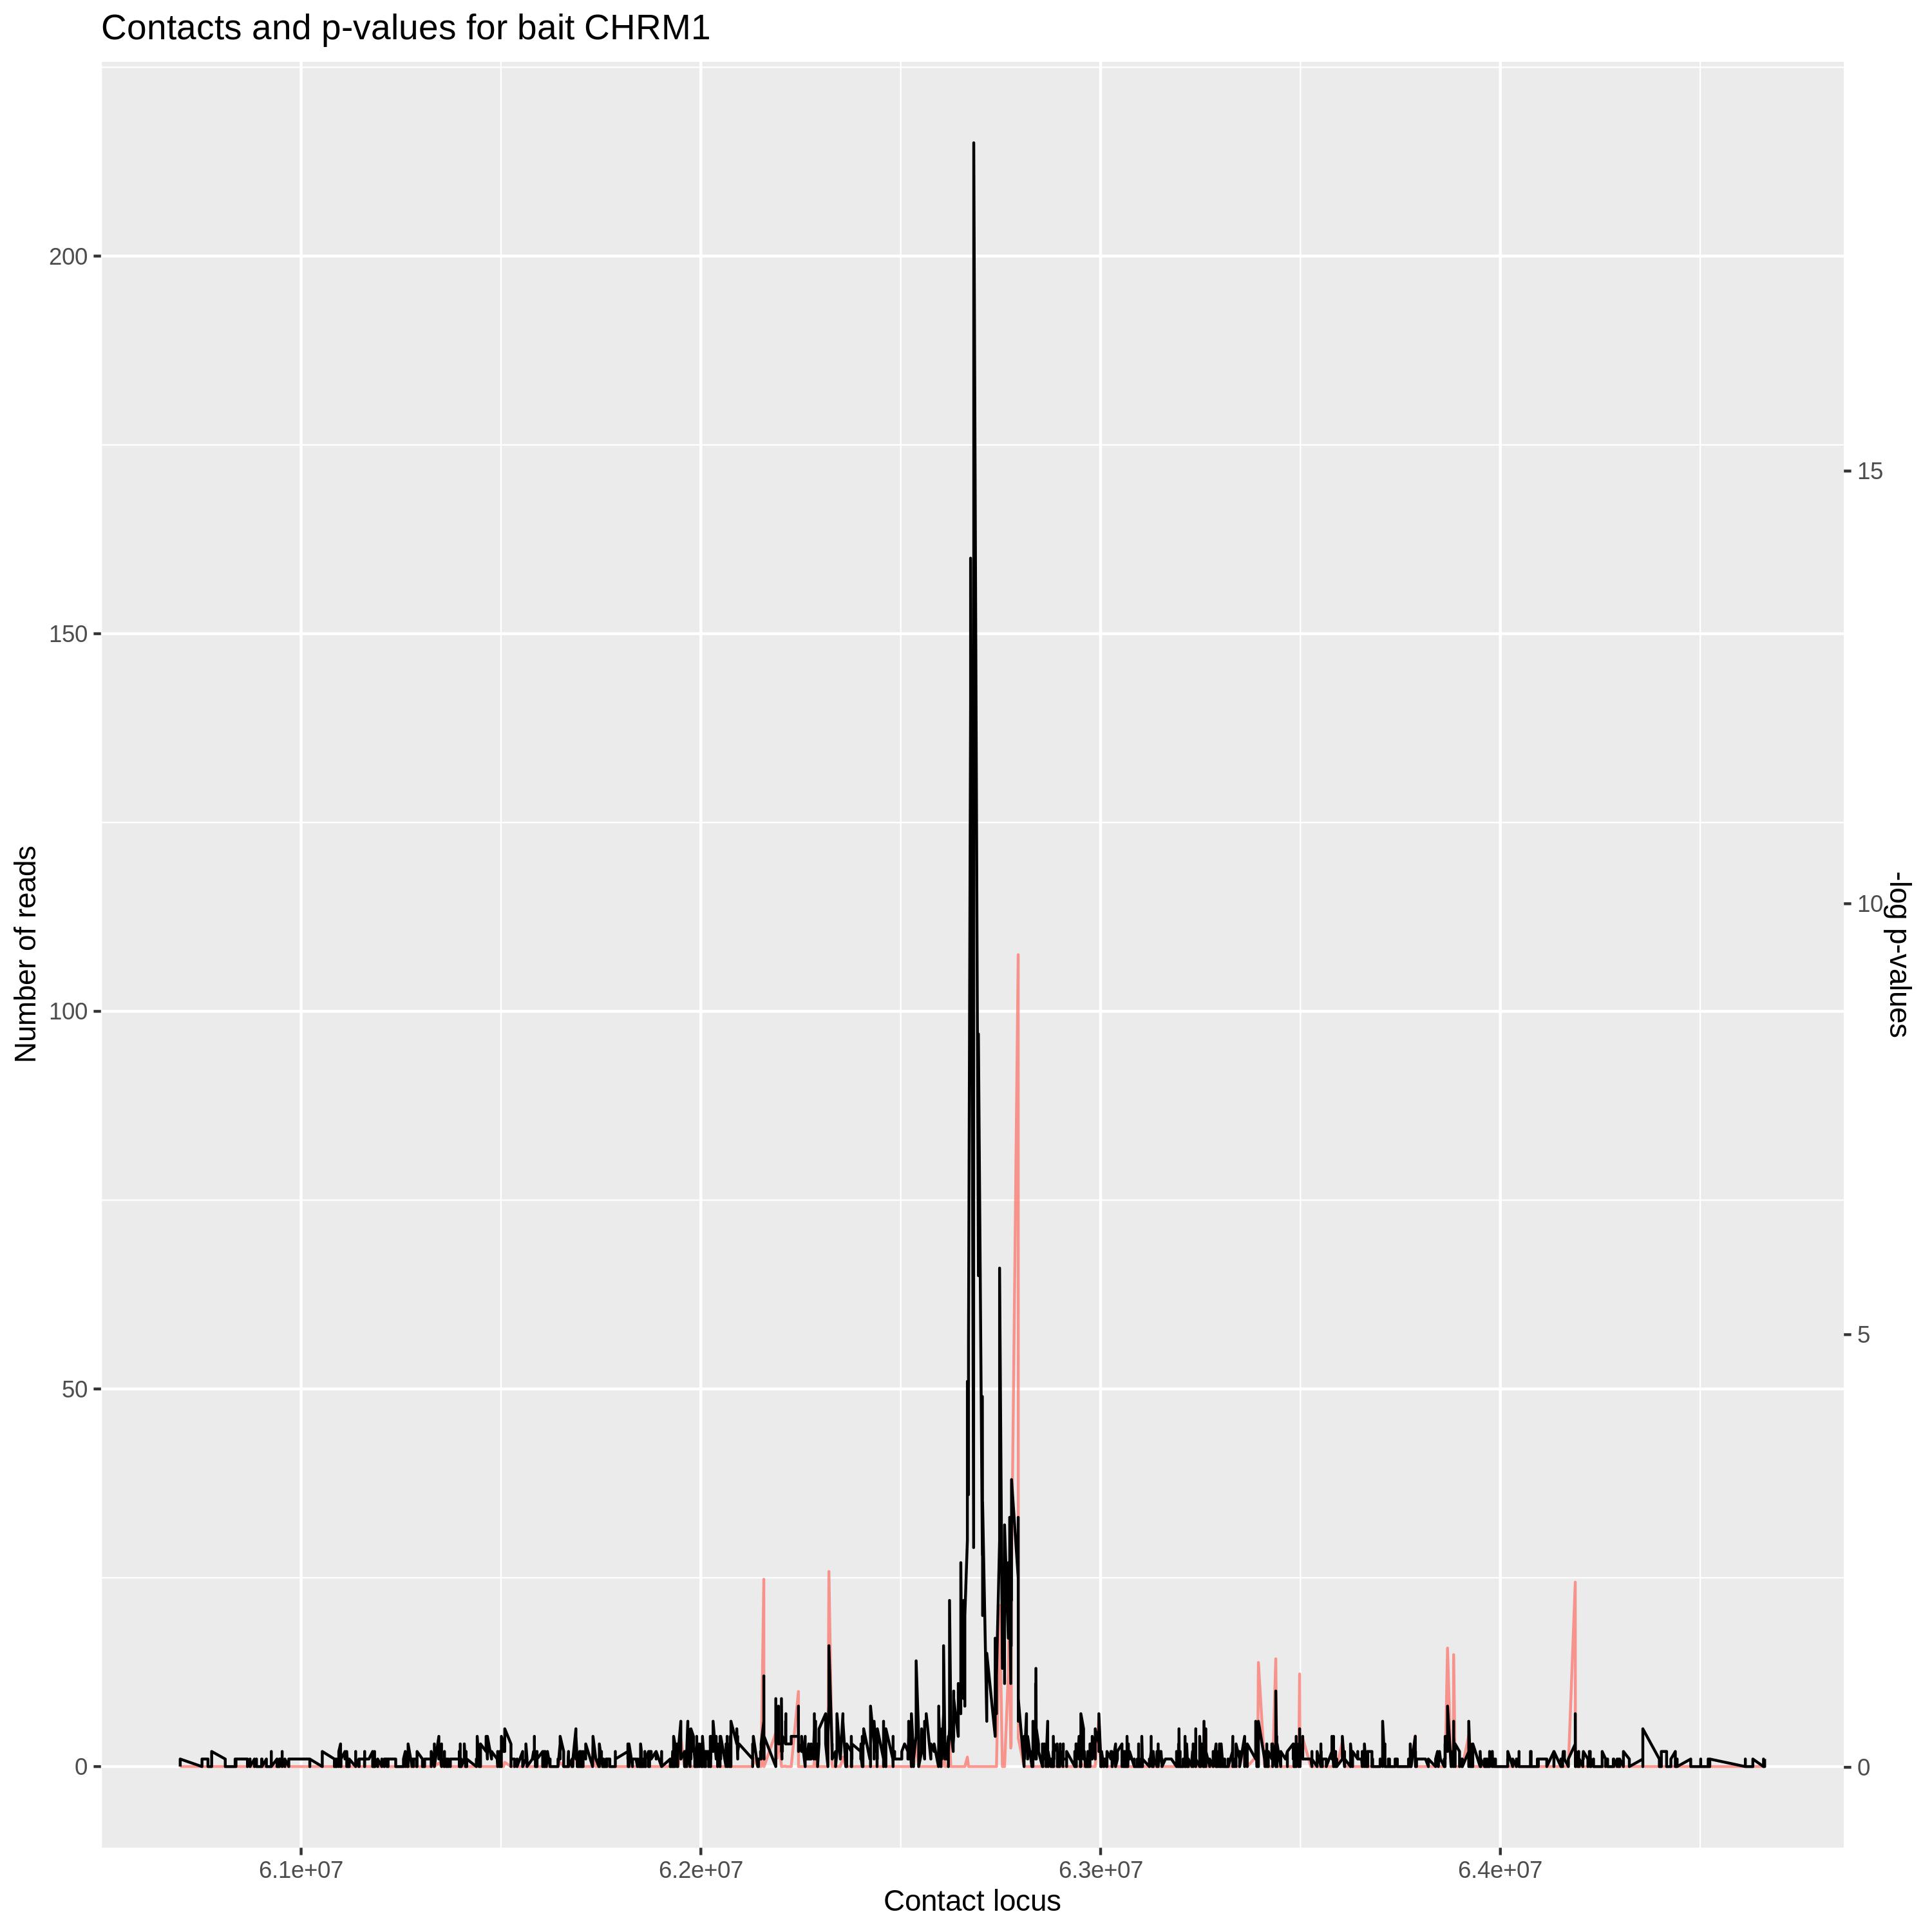 Contacts and p-values for bait CHRM1
200
150
100
50
0
Number of reads
15
10
5
0
-log p-values
6.1e+07
6.2e+07
6.3e+07
6.4e+07
Contact locus